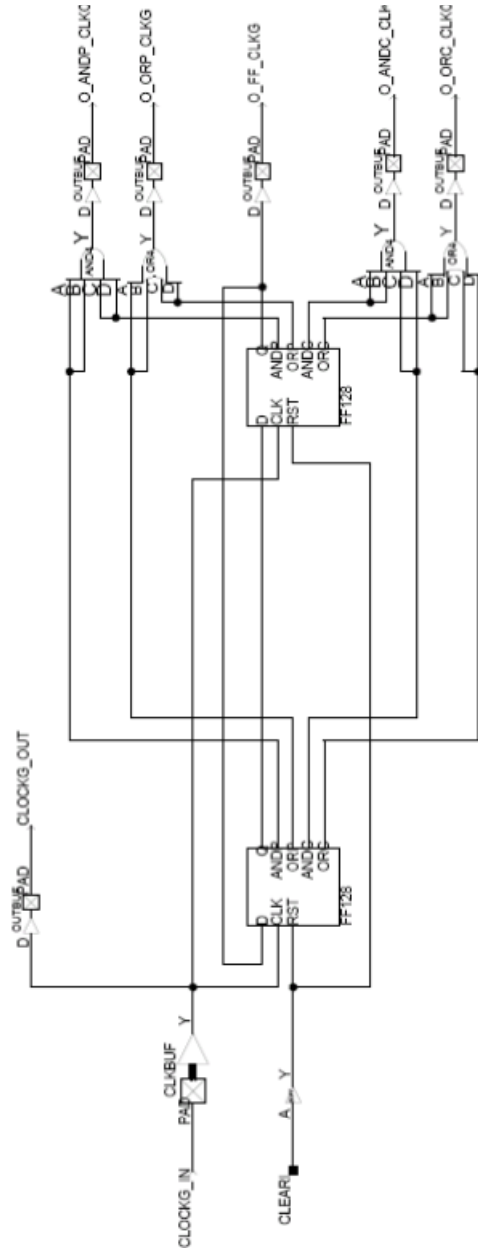 O_ANDP_CLKG
O_ORP_CLKG
O_FF_CLKG
O_ANDC_CLK
O_ORC_CLKG
PAD
OUTBUF
D
PAD
OUTBUF
D
PAD
OUTBUF
D
PAD
OUTBUF
D
PAD
OUTBUF
D
Y
AND4
A
B
C
D
Y
OR4
A
B
C
D
Y
AND4
A
B
C
D
Y
OR4
A
B
C
D
Q
ANDP
ORP
ANDC
ORC
D
CLK
RST
FF128
CLOCKG_OUT
PAD
OUTBUF
D
Q
ANDP
ORP
ANDC
ORC
D
CLK
RST
FF128
Y
CLKBUF
PAD
CLOCKG_IN
Y
A
CLEARI